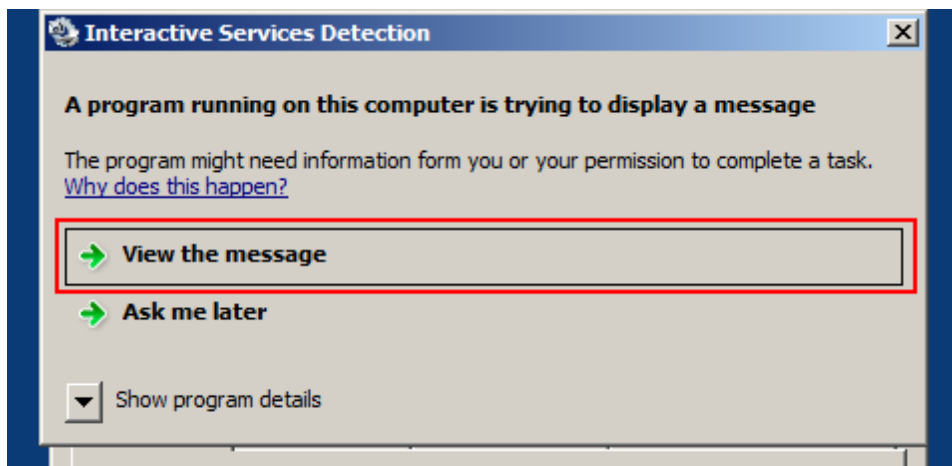 Interactive Services Detection
A program running on this computer is trying to display a message
The program might need information form you or your permission to complete a task.
Why does this happen?
View the message
Ask me later
Show program details